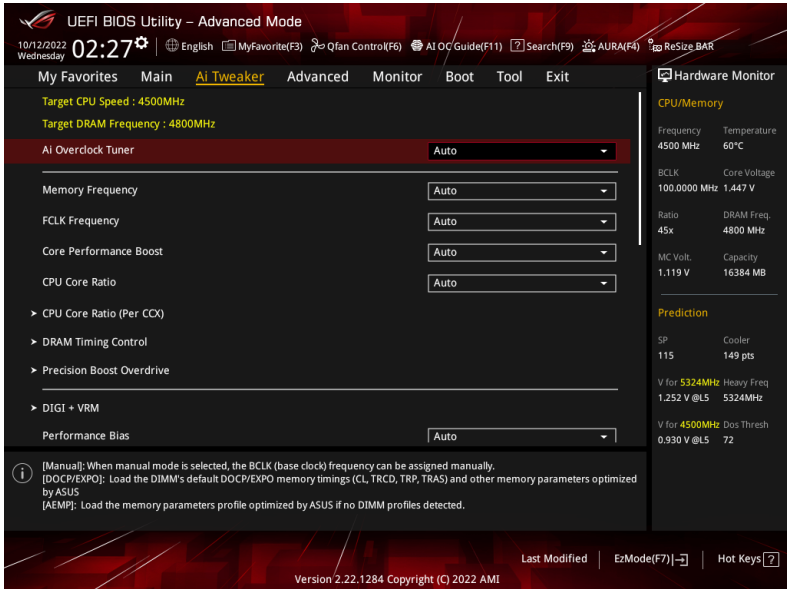 UEFI BIOS Utility – Advanced Mode
10/12/2022 Wednesday 02:27 English MyFavorite(F3) Qfan Control(F6) AI OC Guide(F11) ? Search(F9) AURA(F4) ReSize BAR
My Favorites Main Ai Tweaker Advanced Monitor Boot Tool Exit
Target CPU Speed : 4500MHz
Target DRAM Frequency : 4800MHz
Ai Overclock Tuner Auto
Memory Frequency Auto
FCLK Frequency Auto
Core Performance Boost Auto
CPU Core Ratio Auto
> CPU Core Ratio (Per CCX)
> DRAM Timing Control
> Precision Boost Overdrive
> DIGI + VRM
Performance Bias Auto
Hardware Monitor
CPU/Memory
Frequency Temperature
4500 MHz 60°C
BCLK Core Voltage
100.0000 MHz 1.447 V
Ratio DRAM Freq.
45x 4800 MHz
MC Volt. Capacity
1.119 V 16384 MB
Prediction
SP Cooler
115 149 pts
V for 5324MHz Heavy Freq
1.252 V @L5 5324MHz
V for 4500MHz Dos Thresh
0.930 V @L5 72
[Manual]: When manual mode is selected, the BCLK (base clock) frequency can be assigned manually.
[DOCP/EXPO]: Load the DIMM's default DOCP/EXPO memory timings (CL, TRCD, TRP, TRAS) and other memory parameters optimized
by ASUS
[AEMP]: Load the memory parameters profile optimized by ASUS if no DIMM profiles detected.
Last Modified EzMode(F7) Hot Keys ?
Version 2.22.1284 Copyright (C) 2022 AMI